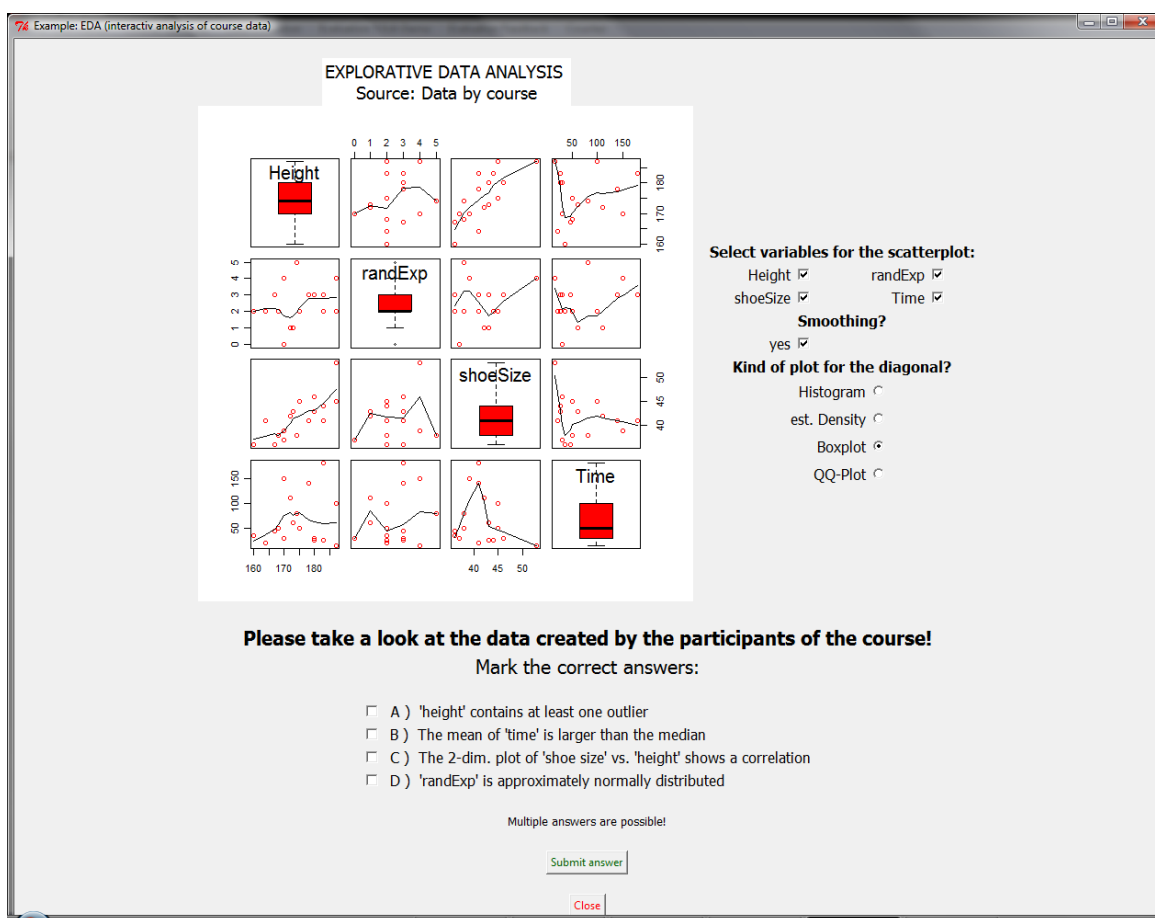 Example: EDA (interactiv analysis of course data)
EXPLORATIVE DATA ANALYSIS
Source: Data by course
0 1 2 3 4 5
50 100 150
Height
160 170 180
0 1 2 3 4 5
randExp
shoeSize
40 45 50
50 100 150
Time
160 170 180
40 45 50
Select variables for the scatterplot:
Height randExp
shoeSize Time
Smoothing?
yes
Kind of plot for the diagonal?
Histogram
est. Density
Boxplot
QQ-Plot
Please take a look at the data created by the participants of the course!
Mark the correct answers:
A ) 'height' contains at least one outlier
B ) The mean of 'time' is larger than the median
C ) The 2-dim. plot of 'shoe size' vs. 'height' shows a correlation
D ) 'randExp' is approximately normally distributed
Multiple answers are possible!
Submit answer
Close